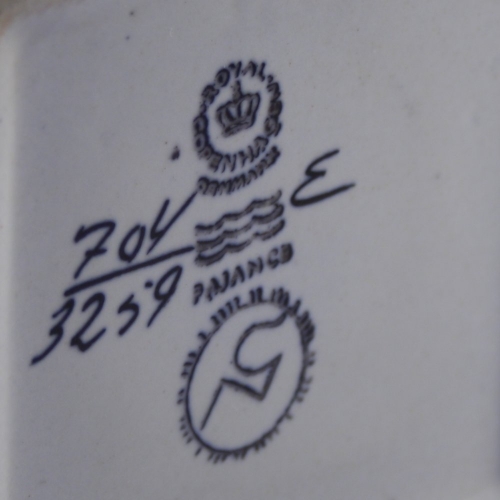 ROYAL COPENHAGEN
DENMARK
E
704
3259
FAJANCE